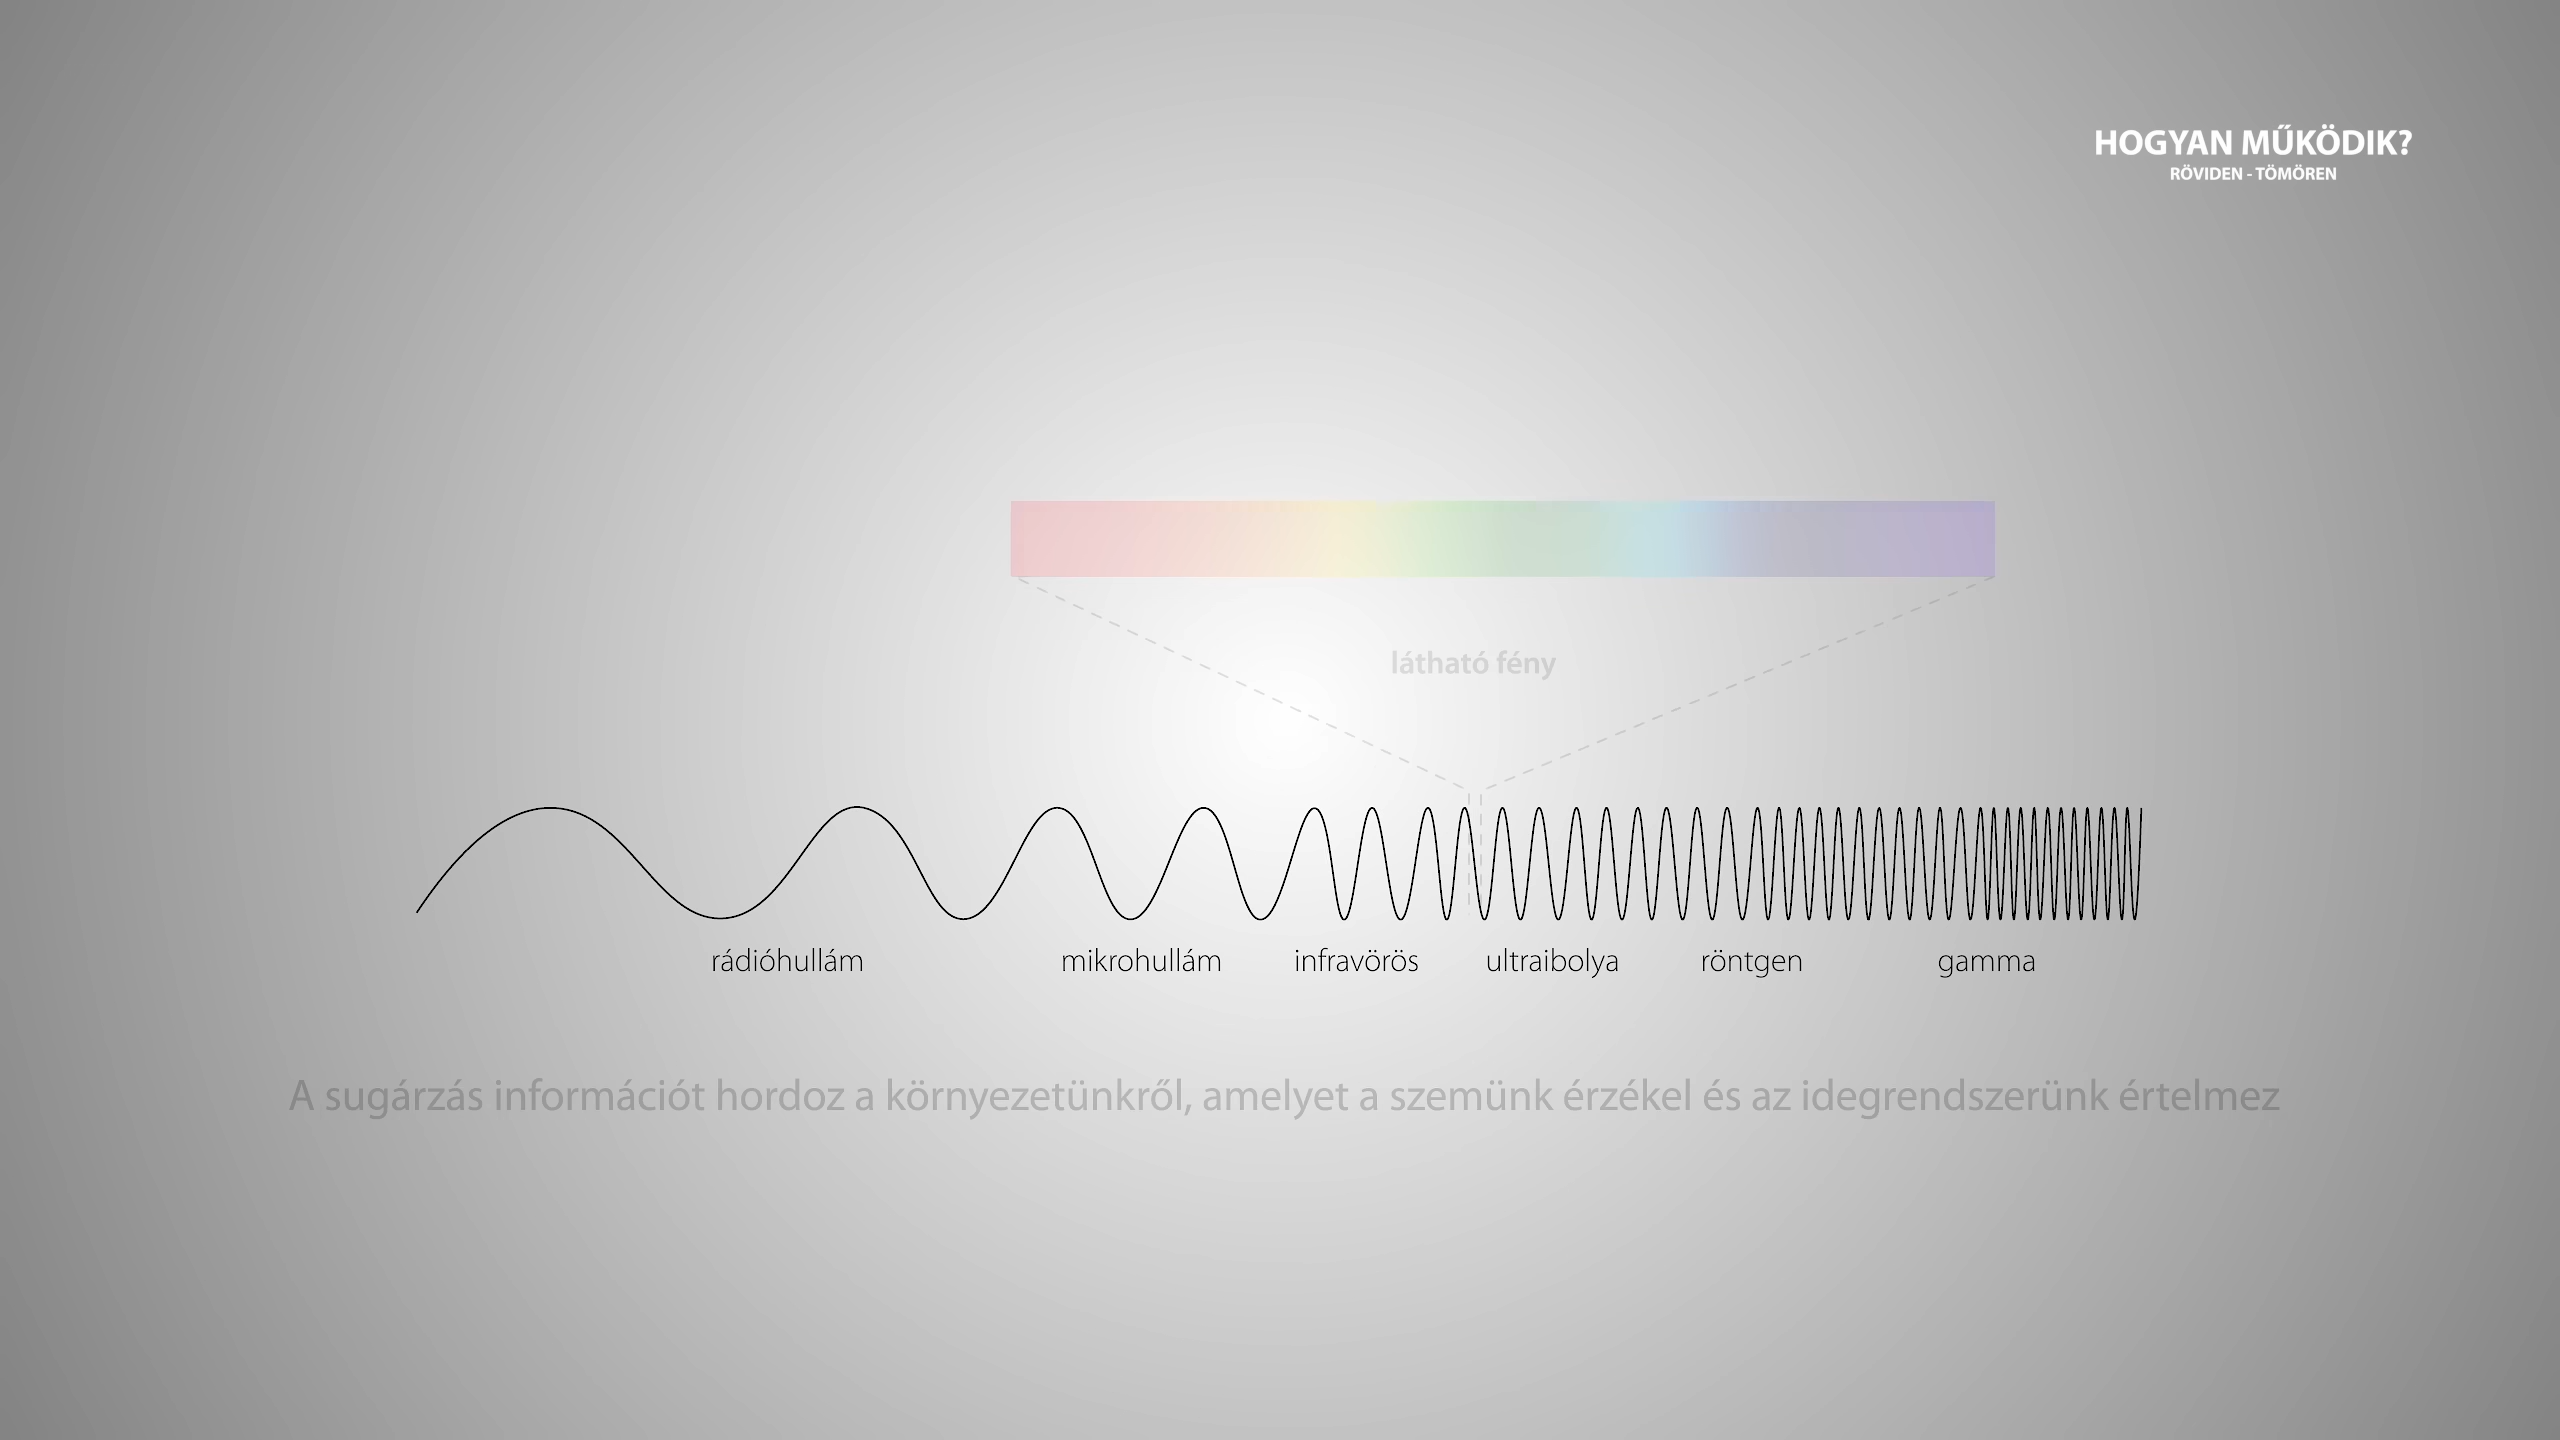 HOGYAN MŰKÖDIK?
RÖVIDEN - TÖMÖREN
látható fény
rádióhullám mikrohullám infravörös ultraibolya röntgen gamma
A sugárzás információt hordoz a környezetünkről, amelyet a szemünk érzékel és az idegrendszerünk értelmez